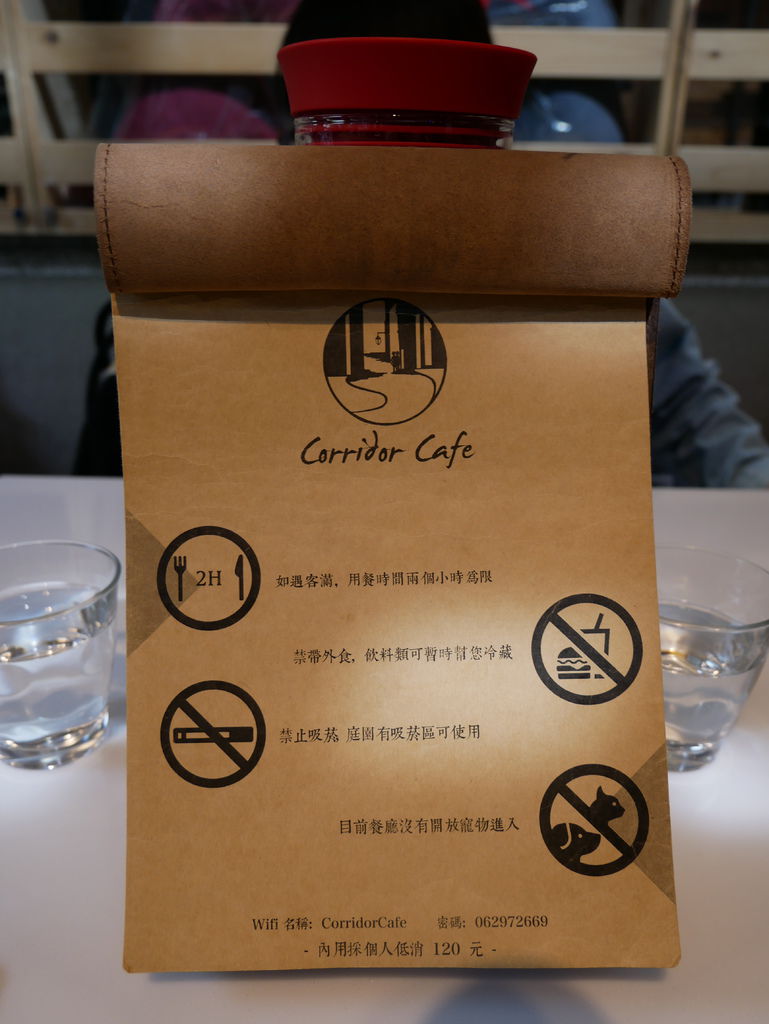 Corridor Cafe
2H
如遇客滿, 用餐時間兩個小時為限
禁帶外食, 飲料類可暫時幫您冷藏
禁止吸菸, 庭園有吸菸區可使用
目前餐廳沒有開放寵物進入
Wifi 名稱: CorridorCafe 密碼: 062972669
- 內用採個人低消 120 元 -